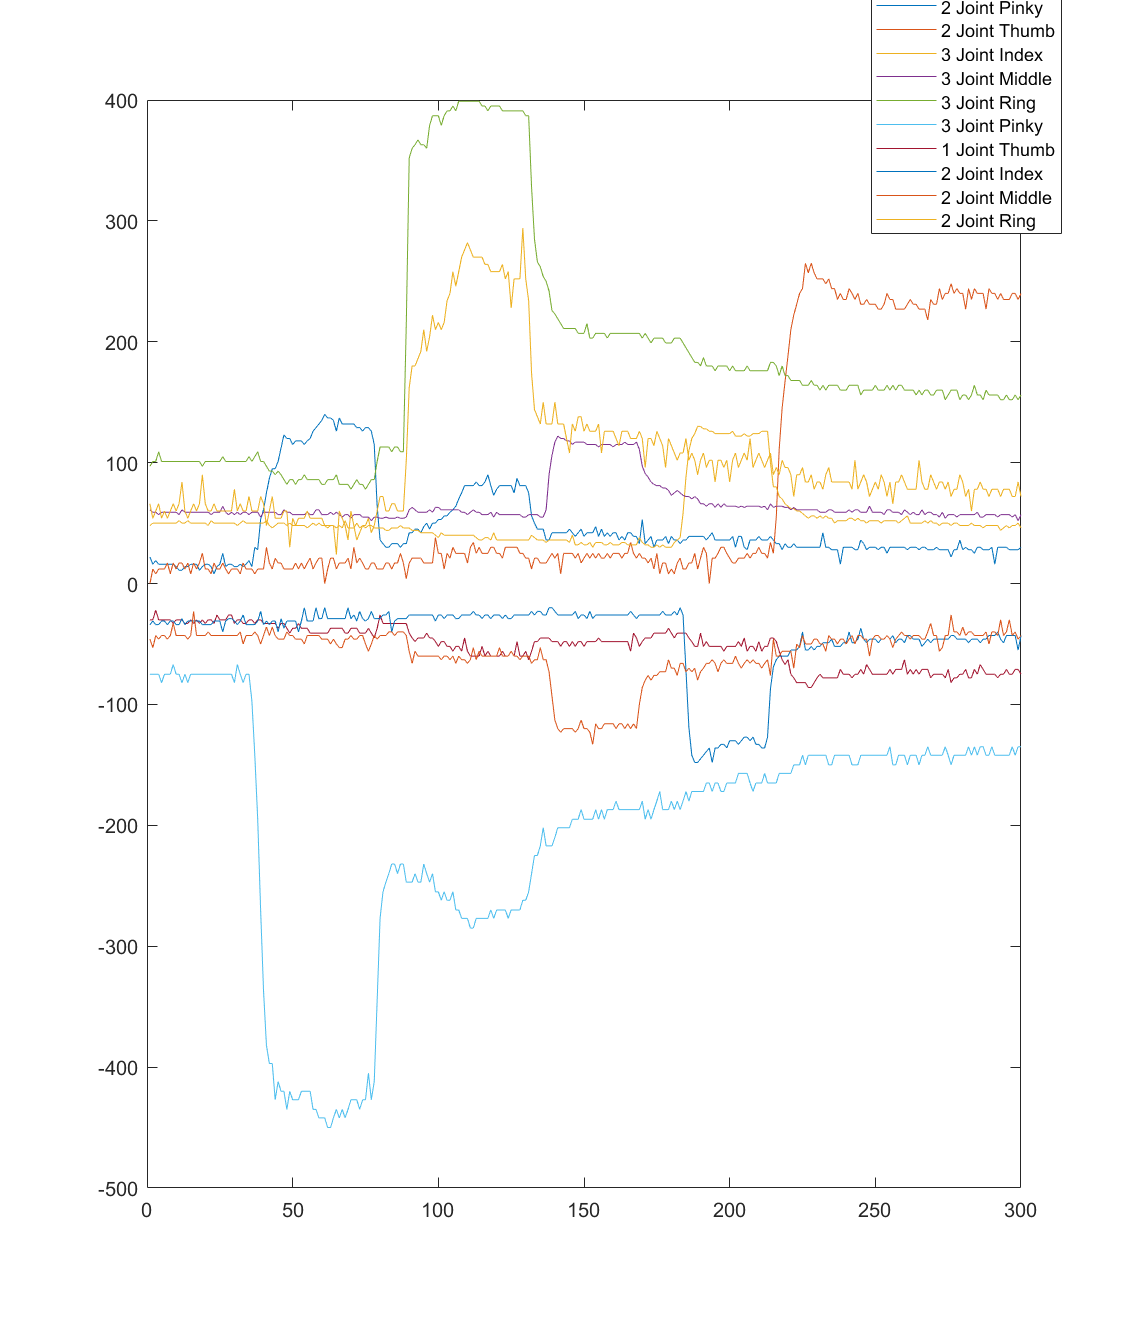 2 Joint Pinky
2 Joint Thumb
3 Joint Index
3 Joint Middle
3 Joint Ring
3 Joint Pinky
1 Joint Thumb
2 Joint Index
2 Joint Middle
2 Joint Ring
400
300
200
100
0
-100
-200
-300
-400
-500
0 50 100 150 200 250 300